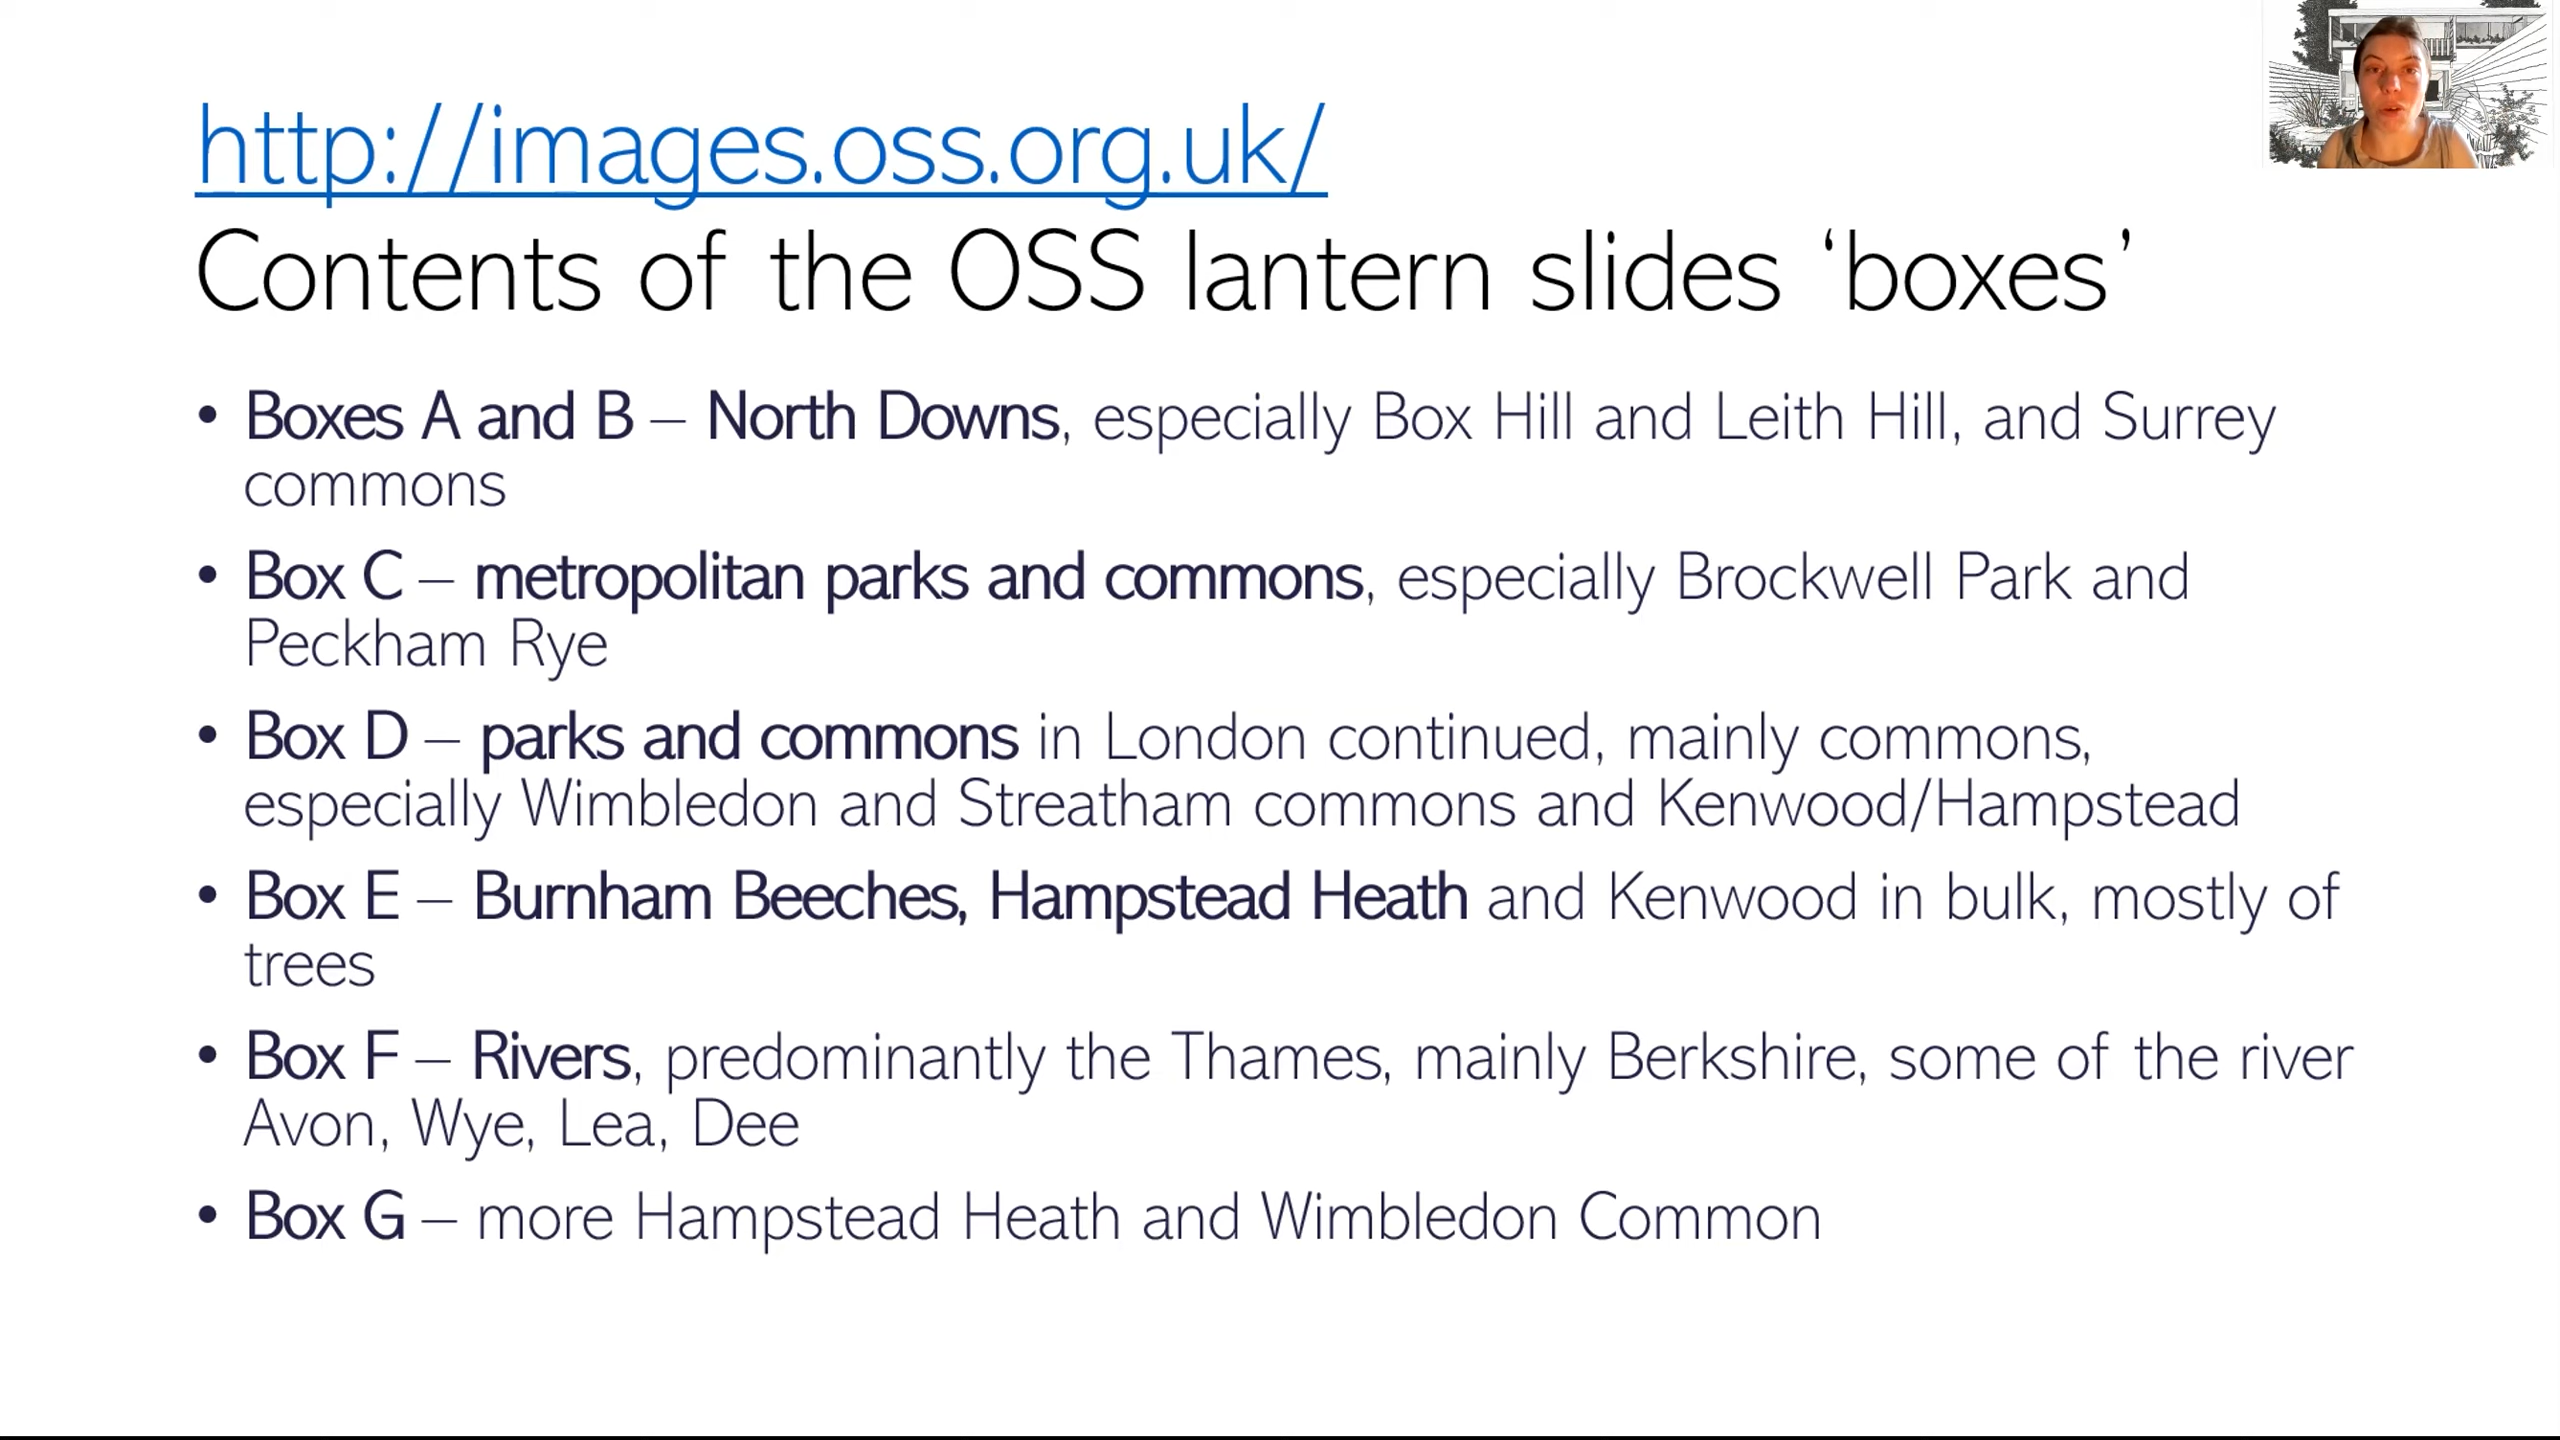 http://images.oss.org.uk/
Contents of the OSS lantern slides ‘boxes’
• Boxes A and B – North Downs, especially Box Hill and Leith Hill, and Surrey
commons
• Box C – metropolitan parks and commons, especially Brockwell Park and
Peckham Rye
• Box D – parks and commons in London continued, mainly commons,
especially Wimbledon and Streatham commons and Kenwood/Hampstead
• Box E – Burnham Beeches, Hampstead Heath and Kenwood in bulk, mostly of
trees
• Box F – Rivers, predominantly the Thames, mainly Berkshire, some of the river
Avon, Wye, Lea, Dee
• Box G – more Hampstead Heath and Wimbledon Common